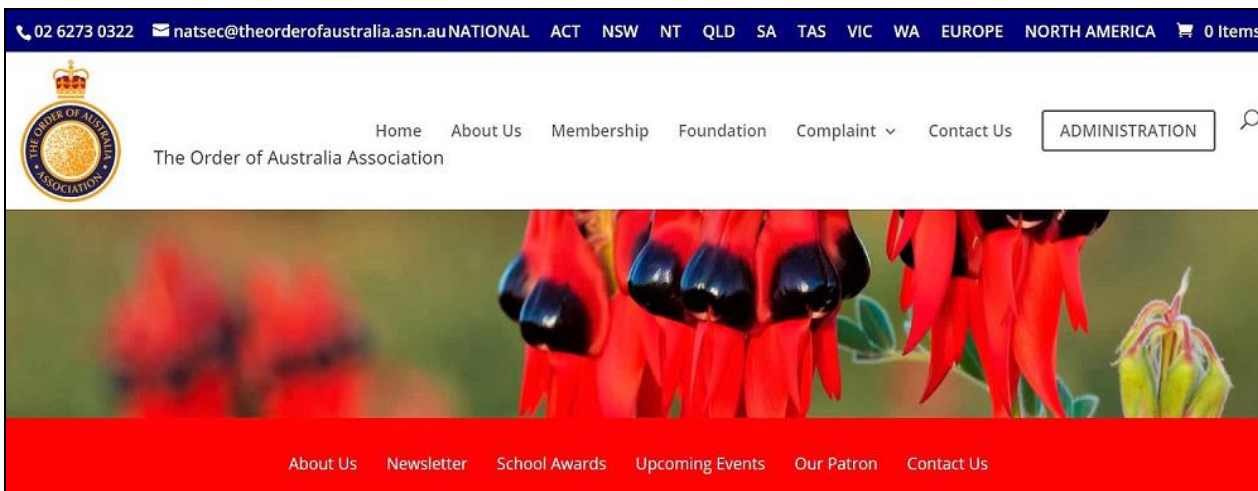 02 6273 0322 natsec@theorderofaustralia.asn.au NATIONAL ACT NSW NT QLD SA TAS VIC WA EUROPE NORTH AMERICA 0 Items
THE ORDER OF AUSTRALIA
ASSOCIATION
Home About Us Membership Foundation Complaint Contact Us ADMINISTRATION
The Order of Australia Association
About Us Newsletter School Awards Upcoming Events Our Patron Contact Us